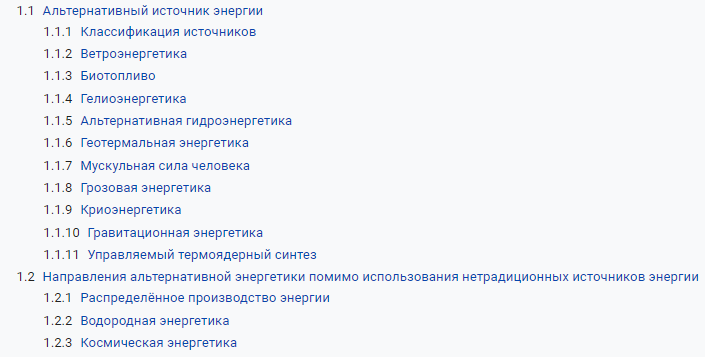 1.1 Альтернативный источник энергии
1.1.1 Классификация источников
1.1.2 Ветроэнергетика
1.1.3 Биотопливо
1.1.4 Гелиоэнергетика
1.1.5 Альтернативная гидроэнергетика
1.1.6 Геотермальная энергетика
1.1.7 Мускульная сила человека
1.1.8 Грозовая энергетика
1.1.9 Криоэнергетика
1.1.10 Гравитационная энергетика
1.1.11 Управляемый термоядерный синтез
1.2 Направления альтернативной энергетики помимо использования нетрадиционных источников энергии
1.2.1 Распределённое производство энергии
1.2.2 Водородная энергетика
1.2.3 Космическая энергетика